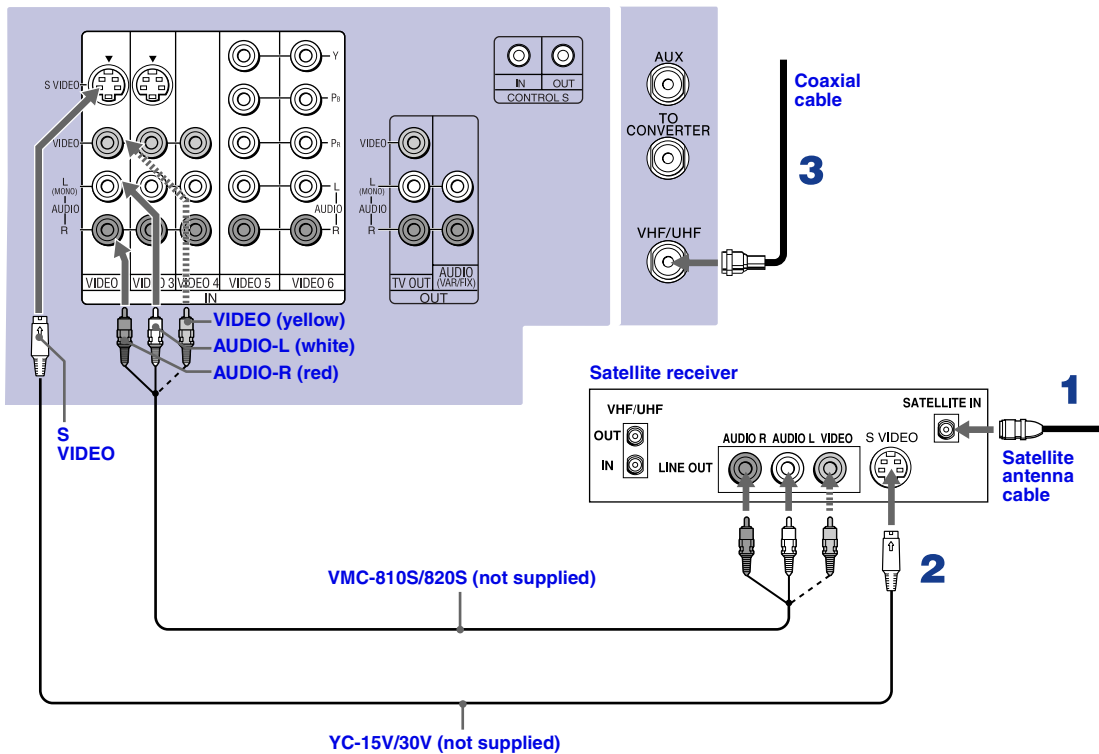 S VIDEO
VIDEO
L
(MONO)
AUDIO
R
Y
PB
PR
L
AUDIO
R
VIDEO
VIDEO 3
VIDEO 4
VIDEO 5
VIDEO 6
IN
IN
OUT
CONTROL S
VIDEO
L
(MONO)
AUDIO
R
TV OUT
AUDIO
(VAR/FIX)
OUT
AUX
TO
CONVERTER
VHF/UHF
Coaxial
cable
3
VIDEO (yellow)
AUDIO-L (white)
AUDIO-R (red)
S
VIDEO
Satellite receiver
VHF/UHF
OUT
IN
LINE OUT
AUDIO R
AUDIO L
VIDEO
S VIDEO
SATELLITE IN
1
Satellite
antenna
cable
2
VMC-810S/820S (not supplied)
YC-15V/30V (not supplied)